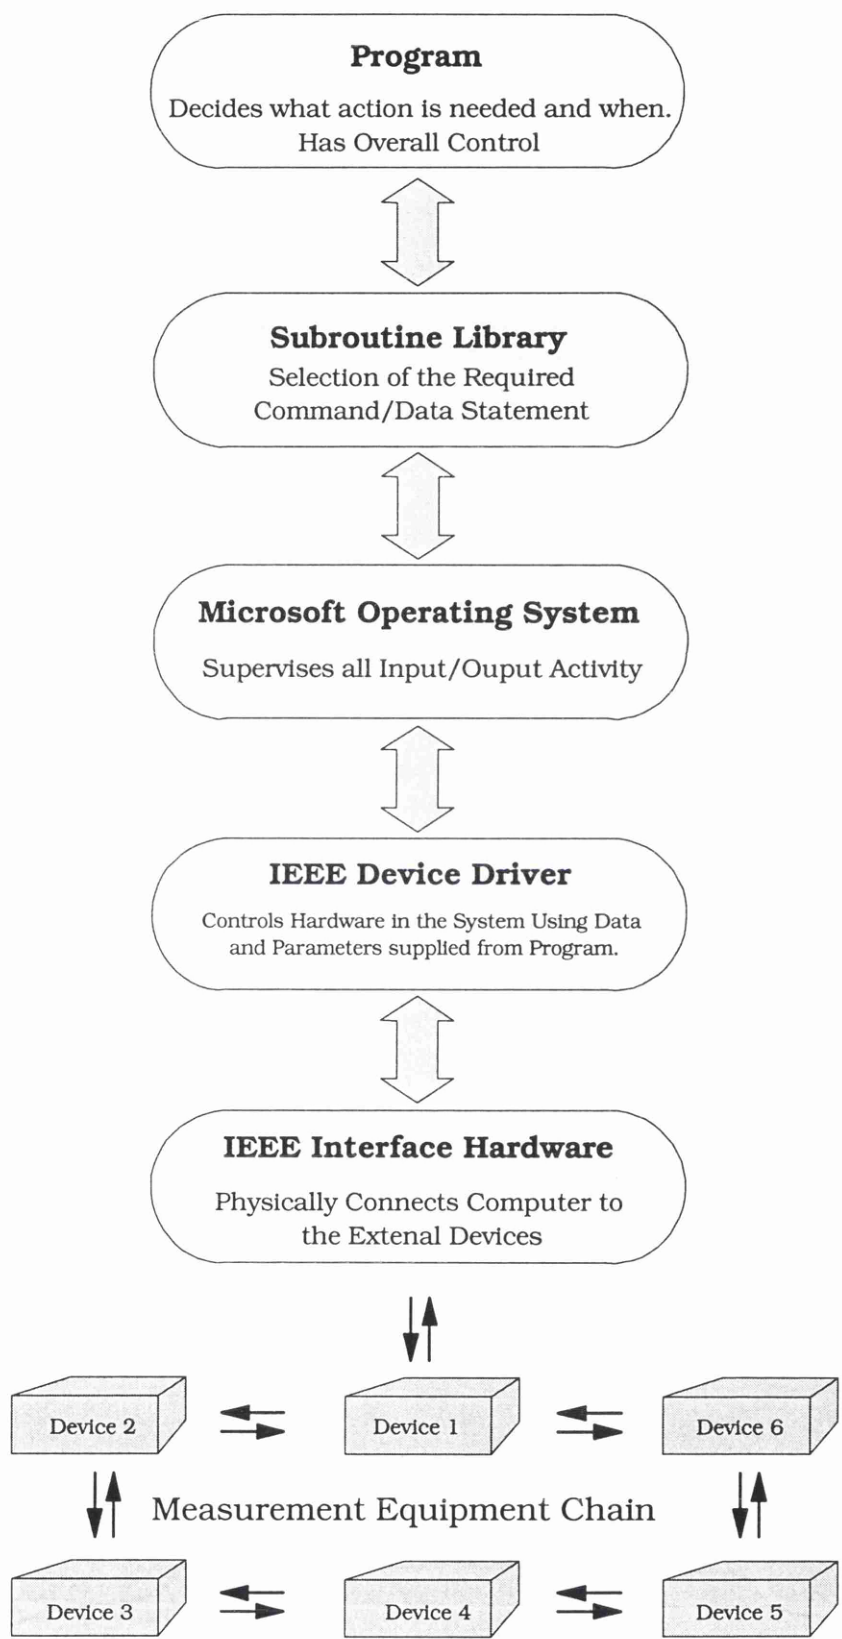 Program
Decides what action is needed and when.
Has Overall Control
Subroutine Library
Selection of the Required
Command/Data Statement
Microsoft Operating System
Supervises all Input/Ouput Activity
IEEE Device Driver
Controls Hardware in the System Using Data
and Parameters supplied from Program.
IEEE Interface Hardware
Physically Connects Computer to
the Extenal Devices
Device 2
Device 1
Device 6
Measurement Equipment Chain
Device 3
Device 4
Device 5